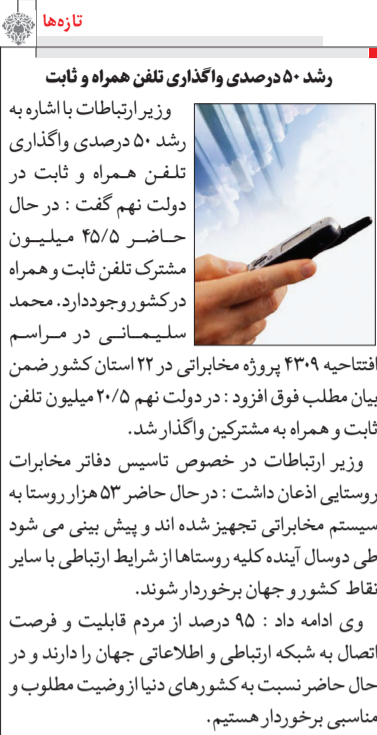 تازه‌ها
رشد ۵۰ درصدی واگذاری تلفن همراه و ثابت
وزیر ارتباطات با اشاره به
رشد ۵۰ درصدی واگذاری
تلفن همراه و ثابت در
دولت نهم گفت : در حال
حاضر ۴۵/۵ میلیون
مشترک تلفن ثابت و همراه
در کشور وجود دارد. محمد
سلیمانی در مراسم
افتتاحیه ۴۳۰۹ پروژه مخابراتی در ۲۲ استان کشور ضمن
بیان مطلب فوق افزود : در دولت نهم ۲۰/۵ میلیون تلفن
ثابت و همراه به مشترکین واگذار شد.
وزیر ارتباطات در خصوص تاسیس دفاتر مخابرات
روستایی اذعان داشت : در حال حاضر ۵۳ هزار روستا به
سیستم مخابراتی تجهیز شده اند و پیش بینی می شود
طی دوسال آینده کلیه روستاها از شرایط ارتباطی با سایر
نقاط کشور و جهان برخوردار شوند.
وی ادامه داد : ۹۵ درصد از مردم قابلیت و فرصت
اتصال به شبکه ارتباطی و اطلاعاتی جهان را دارند و در
حال حاضر نسبت به کشورهای دنیا از وضیت مطلوب و
مناسبی برخوردار هستیم.